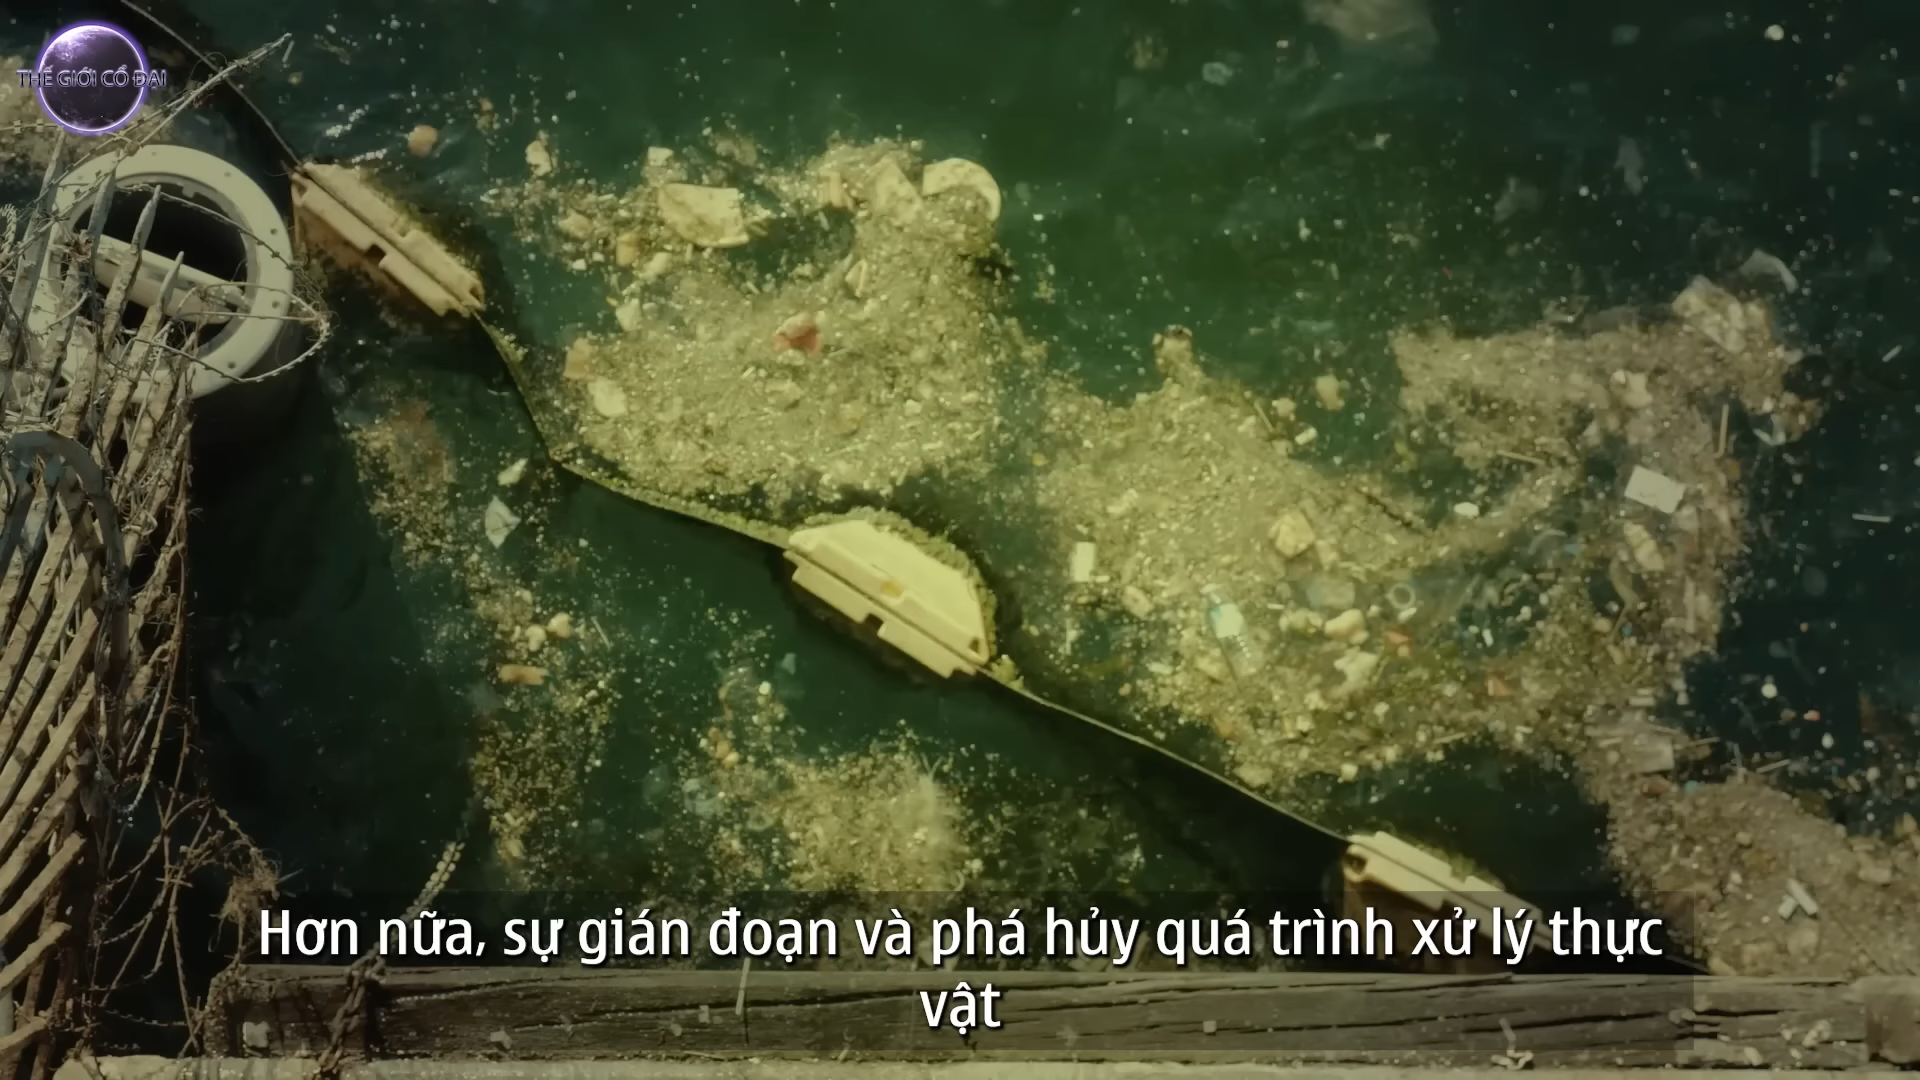 THẾ GIỚI CỔ ĐẠI
Hơn nữa, sự gián đoạn và phá hủy quá trình xử lý thực
vật